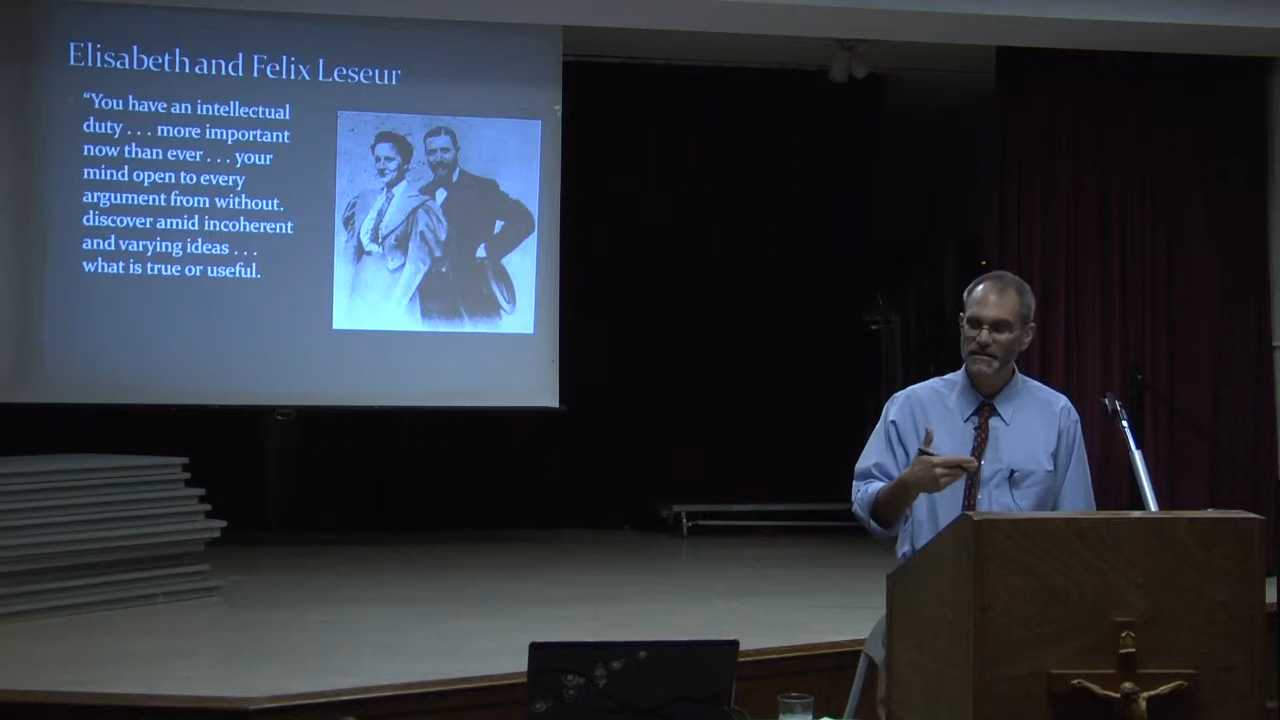 Elisabeth and Felix Leseur
“You have an intellectual
duty . . . more important
now than ever . . . your
mind open to every
argument from without.
discover amid incoherent
and varying ideas . . .
what is true or useful.